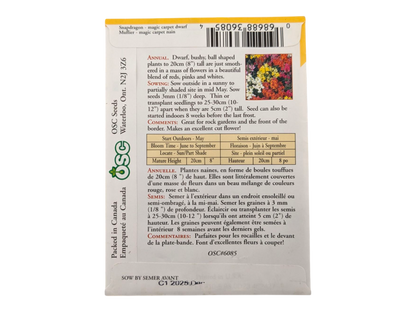 Snapdragon - magic carpet dwarf
Muflier - magic carpet nain
0 68688 36085 4
ANNUAL. Dwarf, bushy, ball shaped
plants to 20cm (8") tall are just smoth-
ered in a mass of flowers in a beautiful
blend of reds, pinks and whites.
SOWING: Sow outside in a sunny to
partially shaded site in mid May. Sow
seeds 3mm (1/8") deep. Thin or
transplant seedlings to 25-30cm (10-
12") apart when they are 5cm (2") tall. Seed can also be
started indoors 8 weeks before the last frost.
COMMENTS: Great for rock gardens and the front of the
border. Makes an excellent cut flower!
Start Outdoors - May
Semis extérieur - mai
Bloom Time - June to September
Floraison - Juin à Septembre
Locate - Sun/Part Shade
Site - plein soleil ou partiel
Mature Height 20cm 8"
Hauteur 20cm 8 po
ANNUELLE. Plantes naines, en forme de boules touffues
de 20cm (8 ") de haut. Elles sont littéralement couvertes
d'une masse de fleurs dans un beau mélange de couleurs
rouge, rose et blanc.
SEMIS: Semer à l'extérieur dans un endroit ensoleillé ou
semi-ombragé, à la mi-mai. Semer les graines à 3 mm
(1/8 ") de profondeur. Éclaircir ou transplanter les semis
à 25-30cm (10-12 ") lorsqu'ils ont atteint 5 cm (2") de
hauteur. Les graines peuvent également être semées à
l'intérieur 8 semaines avant les derniers gels.
COMMENTAIRES: Parfaites pour les rocailles et le devant
de la plate-bande. Font d'excellentes fleurs à couper!
OSC#6085
Packed in Canada
Empaqueté au Canada
OSC
OSC Seeds
Waterloo, Ont. N2J 3Z6
SOW BY SEMER AVANT